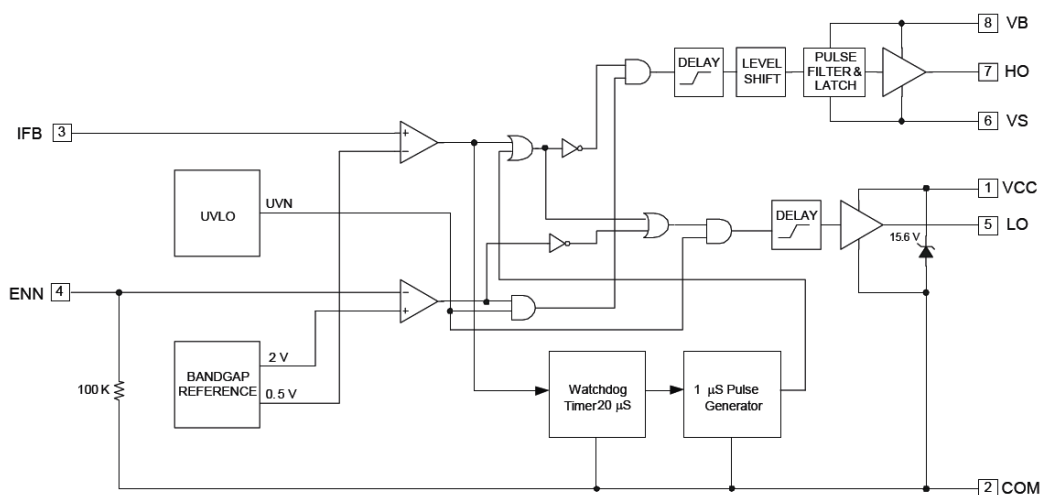 8 VB
DELAY
LEVEL
SHIFT
PULSE
FILTER &
LATCH
7 HO
IFB 3
+
−
6 VS
UVLO
UVN
1 VCC
DELAY
15.6 V
5 LO
ENN 4
−
+
2 V
BANDGAP
REFERENCE
0.5 V
100 K
Watchdog
Timer20 μS
1 μS Pulse
Generator
2 COM